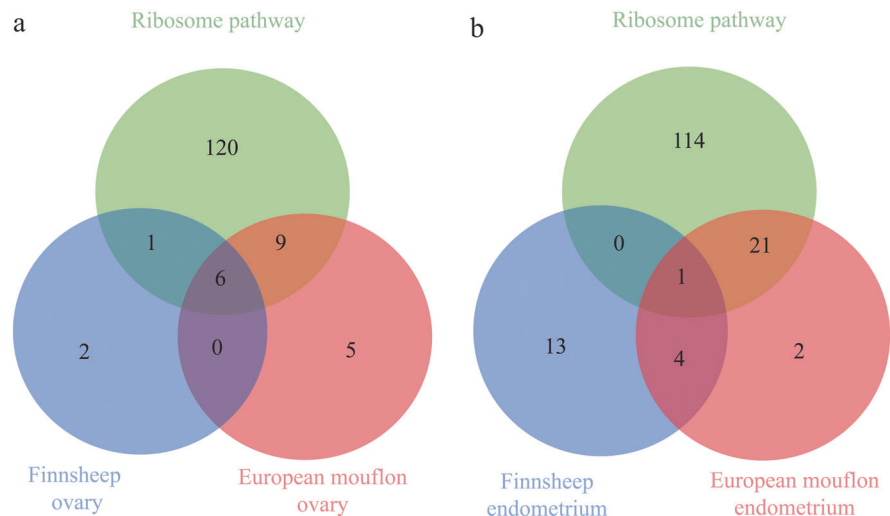 a
Ribosome pathway
120
1
9
6
2
0
5
Finnsheep
ovary
European mouflon
ovary
b
Ribosome pathway
114
0
21
1
13
4
2
Finnsheep
endometrium
European mouflon
endometrium